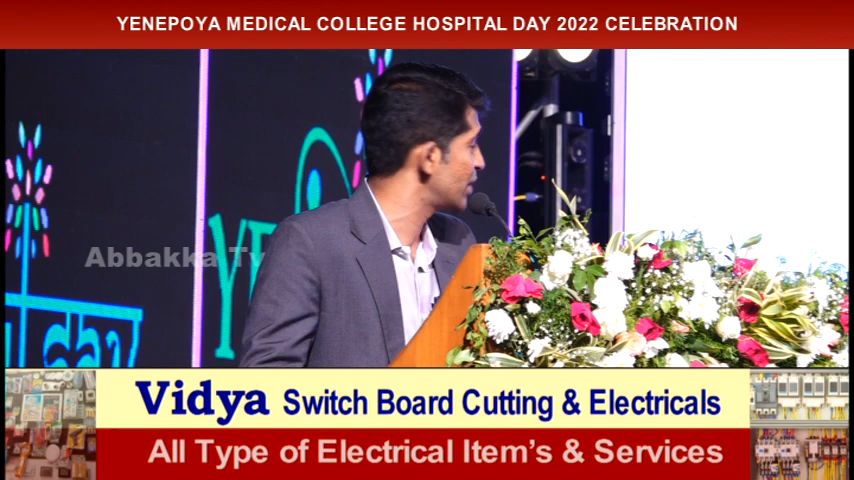 YENEPOYA MEDICAL COLLEGE HOSPITAL DAY 2022 CELEBRATION
YE
Abbakka Tv
Vidya Switch Board Cutting & Electricals
All Type of Electrical Item's & Services